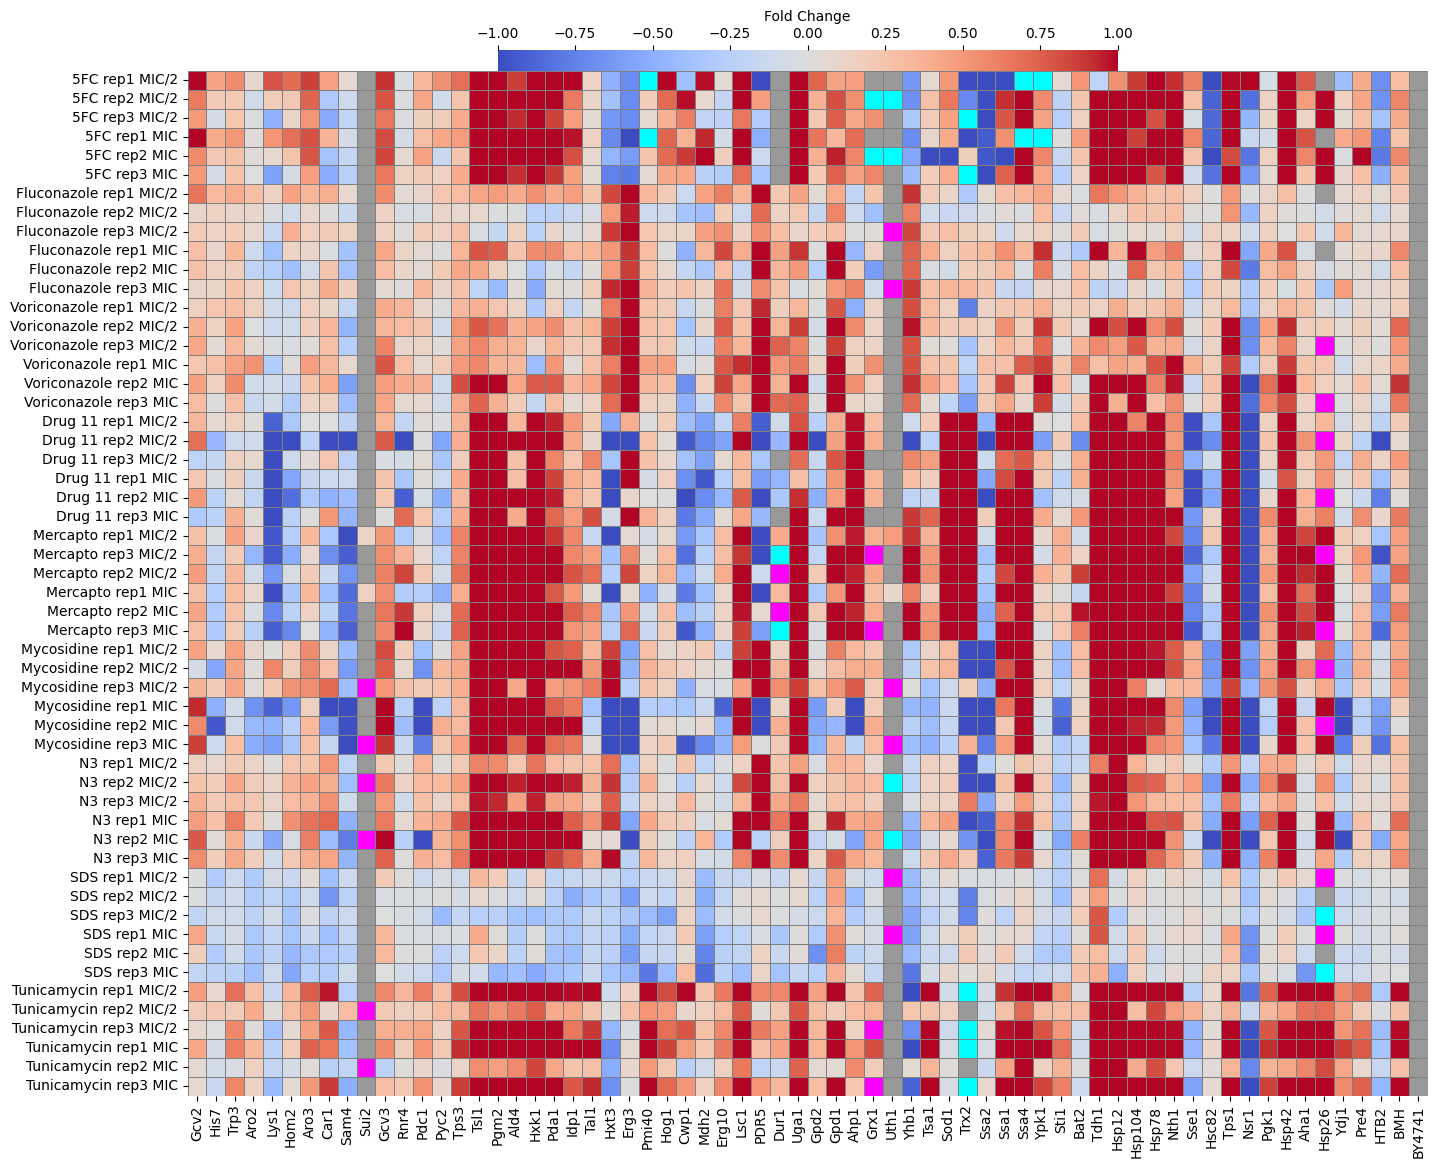 Fold Change
−1.00 −0.75 −0.50 −0.25 0.00 0.25 0.50 0.75 1.00
5FC rep1 MIC/2
5FC rep2 MIC/2
5FC rep3 MIC/2
5FC rep1 MIC
5FC rep2 MIC
5FC rep3 MIC
Fluconazole rep1 MIC/2
Fluconazole rep2 MIC/2
Fluconazole rep3 MIC/2
Fluconazole rep1 MIC
Fluconazole rep2 MIC
Fluconazole rep3 MIC
Voriconazole rep1 MIC/2
Voriconazole rep2 MIC/2
Voriconazole rep3 MIC/2
Voriconazole rep1 MIC
Voriconazole rep2 MIC
Voriconazole rep3 MIC
Drug 11 rep1 MIC/2
Drug 11 rep2 MIC/2
Drug 11 rep3 MIC/2
Drug 11 rep1 MIC
Drug 11 rep2 MIC
Drug 11 rep3 MIC
Mercapto rep1 MIC/2
Mercapto rep3 MIC/2
Mercapto rep2 MIC/2
Mercapto rep1 MIC
Mercapto rep2 MIC
Mercapto rep3 MIC
Mycosidine rep1 MIC/2
Mycosidine rep2 MIC/2
Mycosidine rep3 MIC/2
Mycosidine rep1 MIC
Mycosidine rep2 MIC
Mycosidine rep3 MIC
N3 rep1 MIC/2
N3 rep2 MIC/2
N3 rep3 MIC/2
N3 rep1 MIC
N3 rep2 MIC
N3 rep3 MIC
SDS rep1 MIC/2
SDS rep2 MIC/2
SDS rep3 MIC/2
SDS rep1 MIC
SDS rep2 MIC
SDS rep3 MIC
Tunicamycin rep1 MIC/2
Tunicamycin rep2 MIC/2
Tunicamycin rep3 MIC/2
Tunicamycin rep1 MIC
Tunicamycin rep2 MIC
Tunicamycin rep3 MIC
Gcv2
His7
Trp3
Aro2
Lys1
Hom2
Aro3
Car1
Sam4
Sui2
Gcv3
Rnr4
Pdc1
Pyc2
Tps3
Tsl1
Pgm2
Ald4
Hxk1
Pda1
Idp1
Tal1
Hxt3
Erg3
Pmi40
Hog1
Cwp1
Mdh2
Erg10
Lsc1
PDR5
Dur1
Uga1
Gpd2
Gpd1
Ahp1
Grx1
Uth1
Yhb1
Tsa1
Sod1
Trx2
Ssa2
Ssa1
Ssa4
Ypk1
Sti1
Bat2
Tdh1
Hsp12
Hsp104
Hsp78
Nth1
Sse1
Hsc82
Tps1
Nsr1
Pgk1
Hsp42
Aha1
Hsp26
Ydj1
Pre4
HTB2
BMH
BY4741